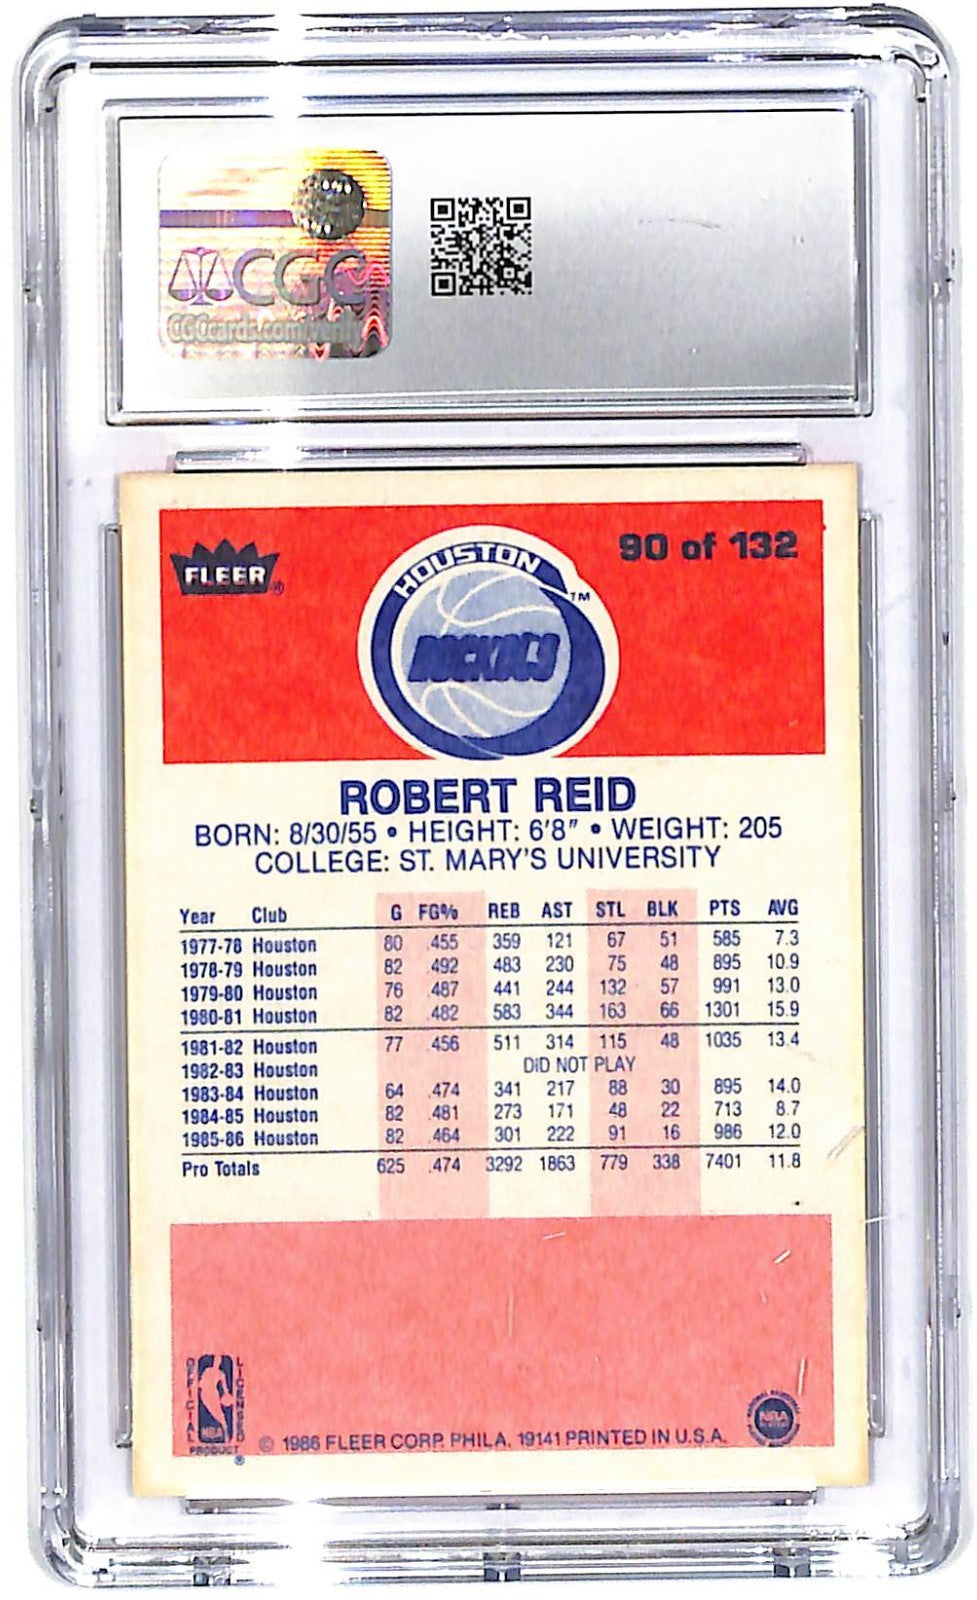 CGC
CGCcards.com/verify
FLEER®
HOUSTON
ROCKETS
TM
90 of 132
ROBERT REID
BORN: 8/30/55 • HEIGHT: 6'8" • WEIGHT: 205
COLLEGE: ST. MARY'S UNIVERSITY
Year Club G FG% REB AST STL BLK PTS AVG
1977-78 Houston 80 .455 359 121 67 51 585 7.3
1978-79 Houston 82 .492 483 230 75 48 895 10.9
1979-80 Houston 76 .487 441 244 132 57 991 13.0
1980-81 Houston 82 .482 583 344 163 66 1301 15.9
1981-82 Houston 77 .456 511 314 115 48 1035 13.4
1982-83 Houston DID NOT PLAY
1983-84 Houston 64 .474 341 217 88 30 895 14.0
1984-85 Houston 82 .481 273 171 48 22 713 8.7
1985-86 Houston 82 .464 301 222 91 16 986 12.0
Pro Totals 625 .474 3292 1863 779 338 7401 11.8
OFFICIAL
LICENSED
NBA
PRODUCT
®
© 1986 FLEER CORP. PHILA. 19141 PRINTED IN U.S.A.
NBA